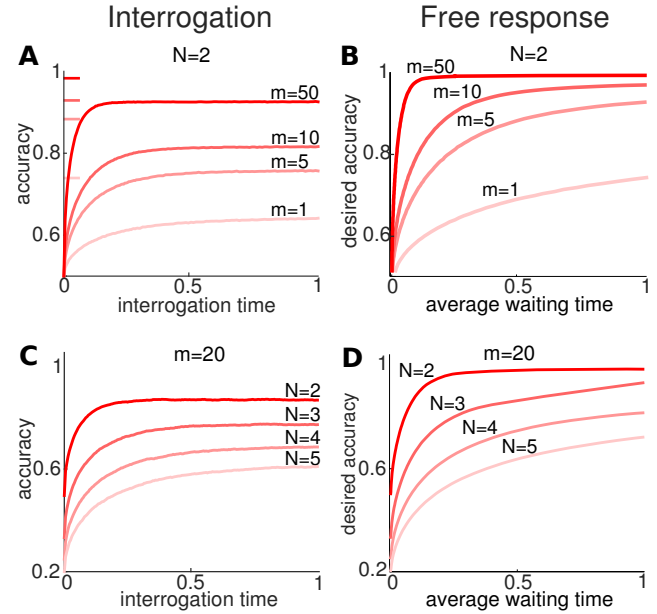 Interrogation
Free response
A
N=2
1
0.8
0.6
0
0.5
1
accuracy
interrogation time
m=50
m=10
m=5
m=1
B
N=2
1
0.8
0.6
0
0.5
1
desired accuracy
average waiting time
m=50
m=10
m=5
m=1
C
m=20
1
0.6
0.2
0
0.5
1
accuracy
interrogation time
N=2
N=3
N=4
N=5
D
m=20
1
0.6
0.2
0
0.5
1
desired accuracy
average waiting time
N=2
N=3
N=4
N=5